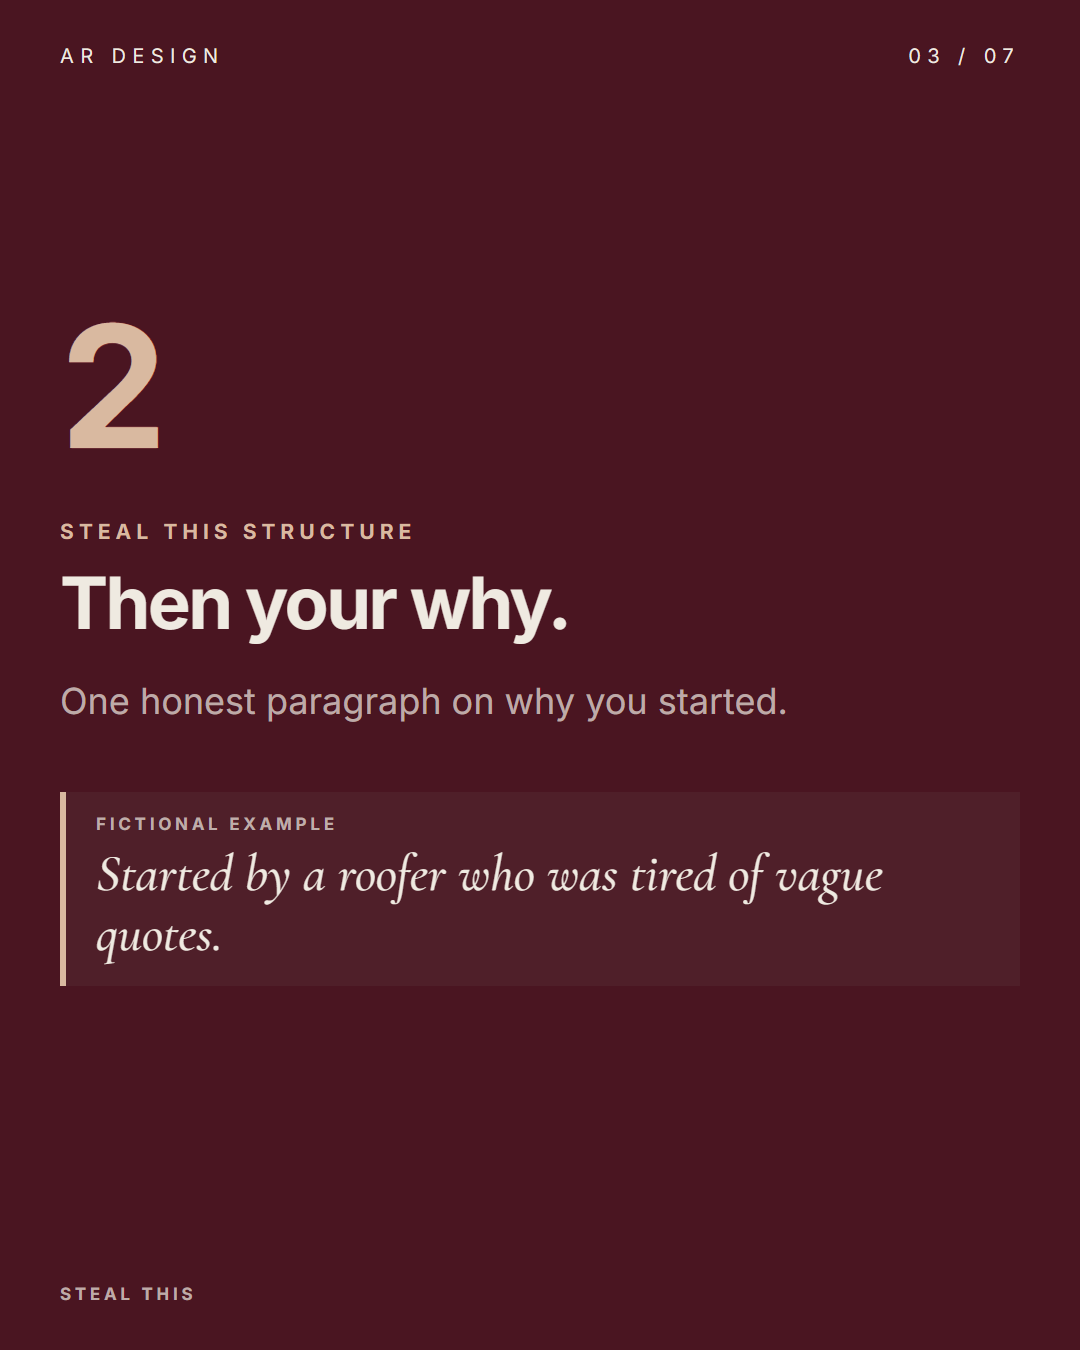 AR DESIGN
03 / 07
2
STEAL THIS STRUCTURE
Then your why.
One honest paragraph on why you started.
FICTIONAL EXAMPLE
Started by a roofer who was tired of vague
quotes.
STEAL THIS